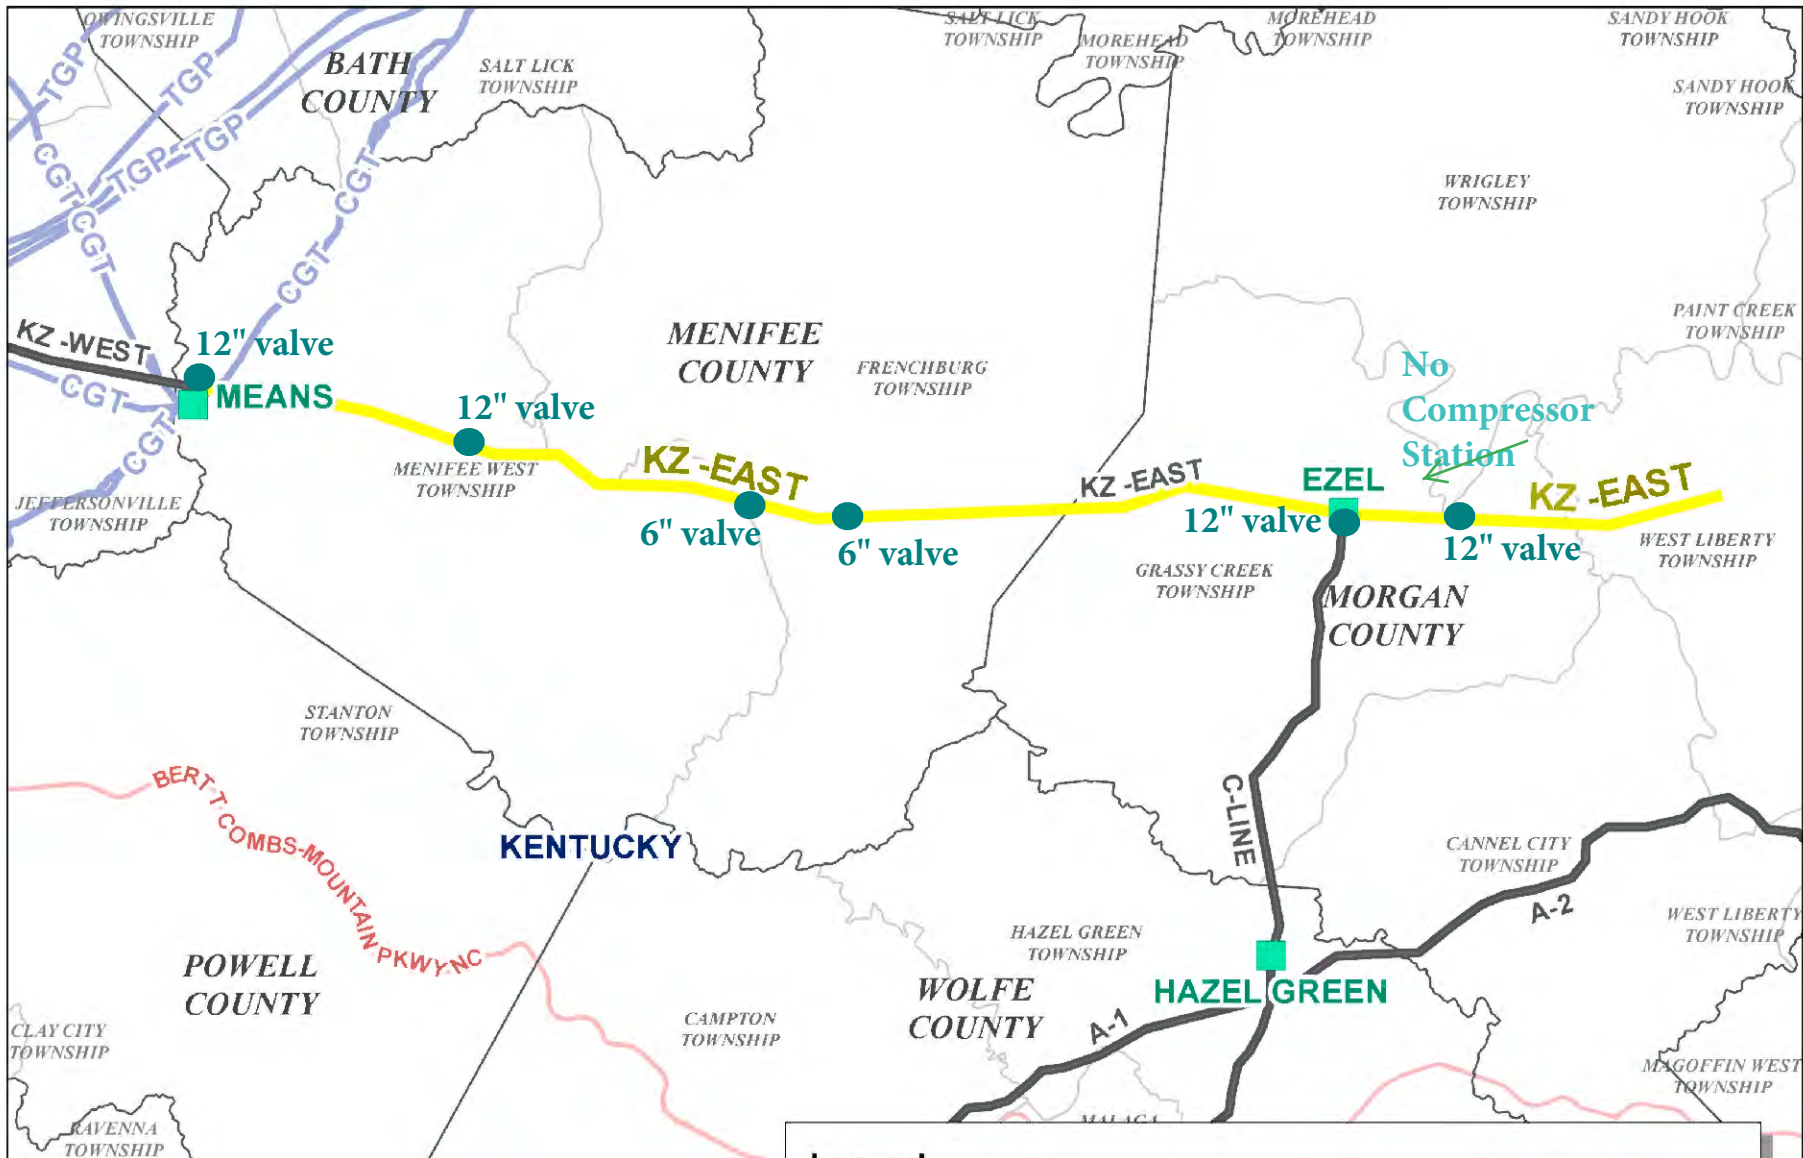 OWINGSVILLE
TOWNSHIP
SALT LICK
TOWNSHIP
MOREHEAD
TOWNSHIP
MOREHEAD
TOWNSHIP
SANDY HOOK
TOWNSHIP
TGP
TGP
BATH
COUNTY
SALT LICK
TOWNSHIP
SANDY HOOK
TOWNSHIP
TGP
TGP
CGT
CGT
CGT
WRIGLEY
TOWNSHIP
CGT
PAINT CREEK
TOWNSHIP
KZ -WEST
12" valve
MENIFEE
COUNTY
FRENCHBURG
TOWNSHIP
No
Compressor
Station
CGT
MEANS
12" valve
CGT
MENIFEE WEST
TOWNSHIP
KZ -EAST
KZ -EAST
EZEL
KZ -EAST
JEFFERSONVILLE
TOWNSHIP
6" valve
6" valve
12" valve
12" valve
WEST LIBERTY
TOWNSHIP
GRASSY CREEK
TOWNSHIP
MORGAN
COUNTY
STANTON
TOWNSHIP
BERT-T-COMBS-MOUNTAIN PKWY-NC
C-LINE
KENTUCKY
CANNEL CITY
TOWNSHIP
A-2
WEST LIBERTY
TOWNSHIP
HAZEL GREEN
TOWNSHIP
POWELL
COUNTY
WOLFE
COUNTY
HAZEL GREEN
CLAY CITY
TOWNSHIP
CAMPTON
TOWNSHIP
A-1
MAGOFFIN WEST
TOWNSHIP
RAVENNA
TOWNSHIP
MALAGA